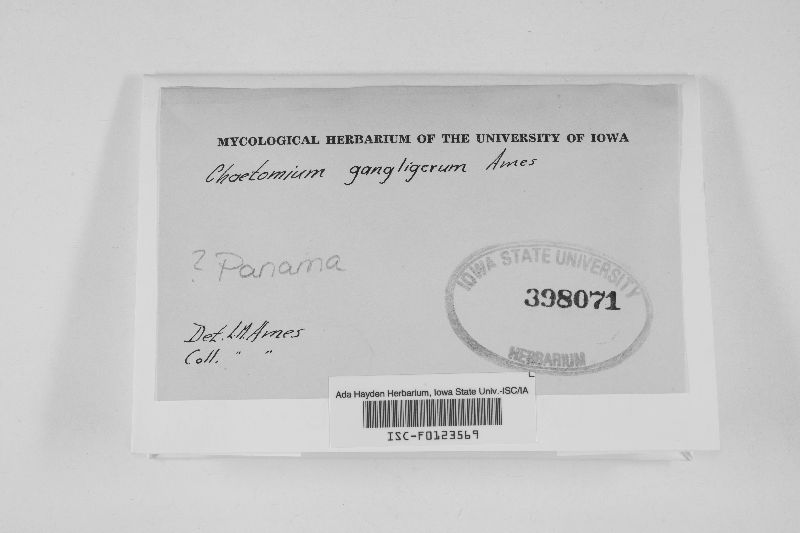 MYCOLOGICAL HERBARIUM OF THE UNIVERSITY OF IOWA
Chaetomium gangligerum Ames
? Panama
IOWA STATE UNIVERSITY
398071
HERBARIUM
Det. L.M. Ames
Coll. " "
Ada Hayden Herbarium, Iowa State Univ.-ISC/IA
ISC-F0123569